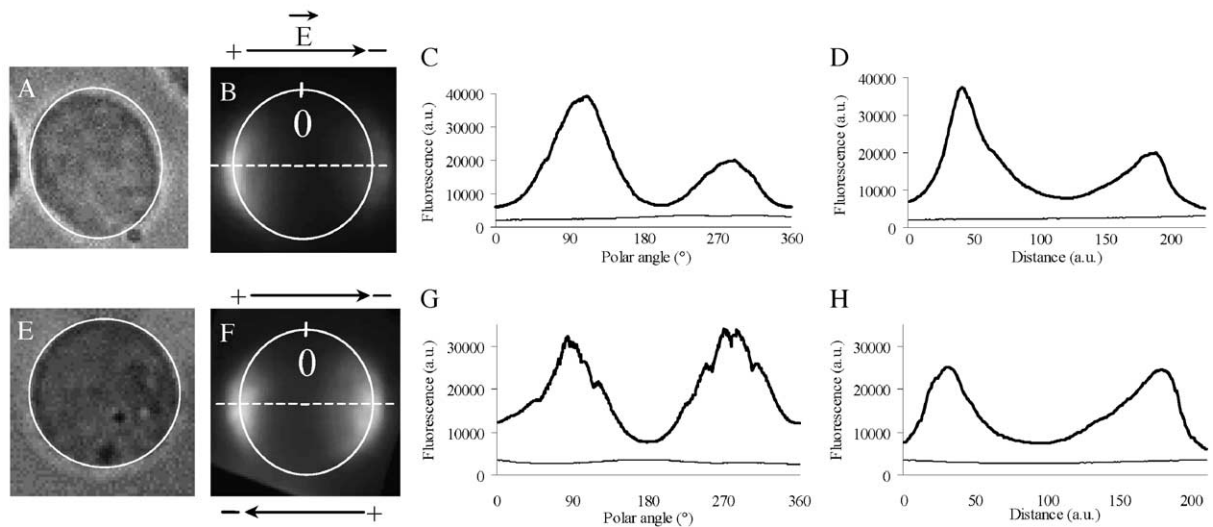 E
+ −
A
B
0
C
Fluorescence (a.u.)
40000
30000
20000
10000
0
0 90 180 270 360
Polar angle (°)
D
Fluorescence (a.u.)
40000
30000
20000
10000
0
0 50 100 150 200
Distance (a.u.)
+ −
E
F
0
− +
G
Fluorescence (a.u.)
30000
20000
10000
0
0 90 180 270 360
Polar angle (°)
H
Fluorescence (a.u.)
30000
20000
10000
0
0 50 100 150 200
Distance (a.u.)